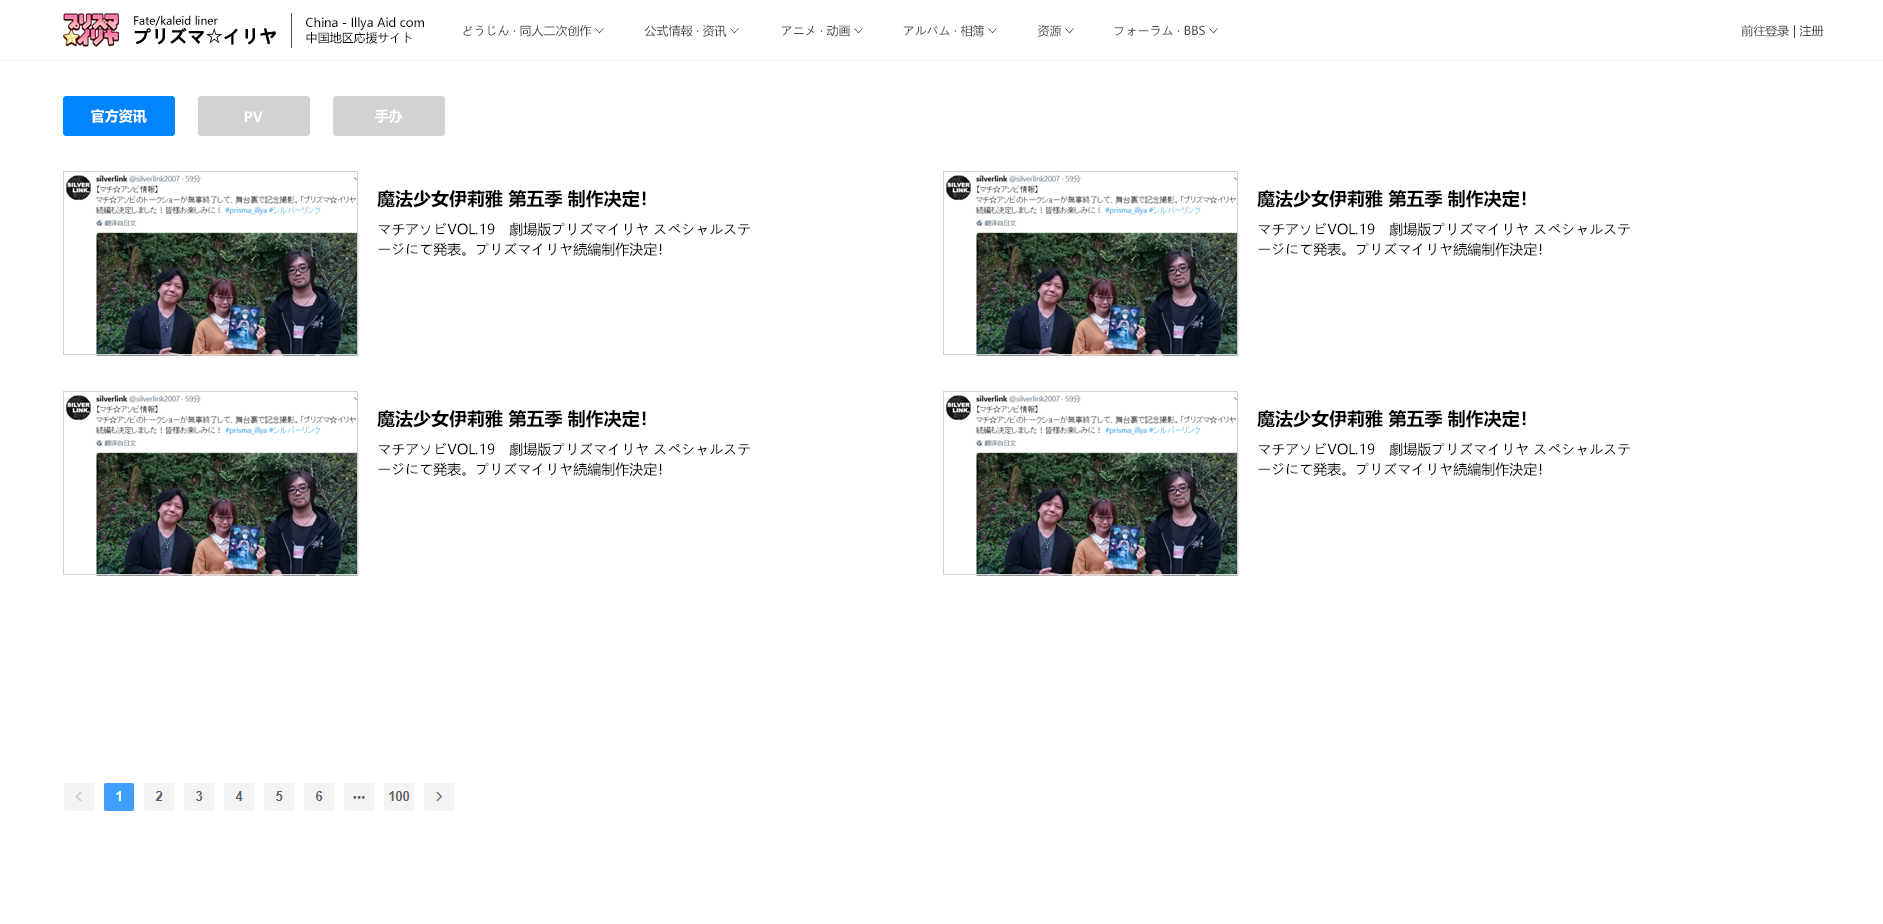 プリズマ
☆イリヤ
Fate/kaleid liner
プリズマ☆イリヤ
China - Illya Aid com
中国地区応援サイト
どうじん · 同人二次创作
公式情報 · 资讯
アニメ · 动画
アルバム · 相簿
资源
フォーラム · BBS
前往登录 | 注册
官方资讯
PV
手办
SILVER
LINK.
silverlink @silverlink2007 · 59分
【マチ☆アソビ情報】
マチ☆アソビのトークショーが無事終了して、舞台裏で記念撮影。「プリズマ☆イリヤ
続編も決定しました！皆様お楽しみに！ #prisma_illya #シルバーリンク
翻译自日文
魔法少女伊莉雅 第五季 制作决定！
マチアソビVOL.19　劇場版プリズマイリヤ スペシャルステ
ージにて発表。プリズマイリヤ続編制作決定！
SILVER
LINK.
silverlink @silverlink2007 · 59分
【マチ☆アソビ情報】
マチ☆アソビのトークショーが無事終了して、舞台裏で記念撮影。「プリズマ☆イリヤ
続編も決定しました！皆様お楽しみに！ #prisma_illya #シルバーリンク
翻译自日文
魔法少女伊莉雅 第五季 制作决定！
マチアソビVOL.19　劇場版プリズマイリヤ スペシャルステ
ージにて発表。プリズマイリヤ続編制作決定！
SILVER
LINK.
silverlink @silverlink2007 · 59分
【マチ☆アソビ情報】
マチ☆アソビのトークショーが無事終了して、舞台裏で記念撮影。「プリズマ☆イリヤ
続編も決定しました！皆様お楽しみに！ #prisma_illya #シルバーリンク
翻译自日文
魔法少女伊莉雅 第五季 制作决定！
マチアソビVOL.19　劇場版プリズマイリヤ スペシャルステ
ージにて発表。プリズマイリヤ続編制作決定！
SILVER
LINK.
silverlink @silverlink2007 · 59分
【マチ☆アソビ情報】
マチ☆アソビのトークショーが無事終了して、舞台裏で記念撮影。「プリズマ☆イリヤ
続編も決定しました！皆様お楽しみに！ #prisma_illya #シルバーリンク
翻译自日文
魔法少女伊莉雅 第五季 制作决定！
マチアソビVOL.19　劇場版プリズマイリヤ スペシャルステ
ージにて発表。プリズマイリヤ続編制作決定！
< 1 2 3 4 5 6 ··· 100 >